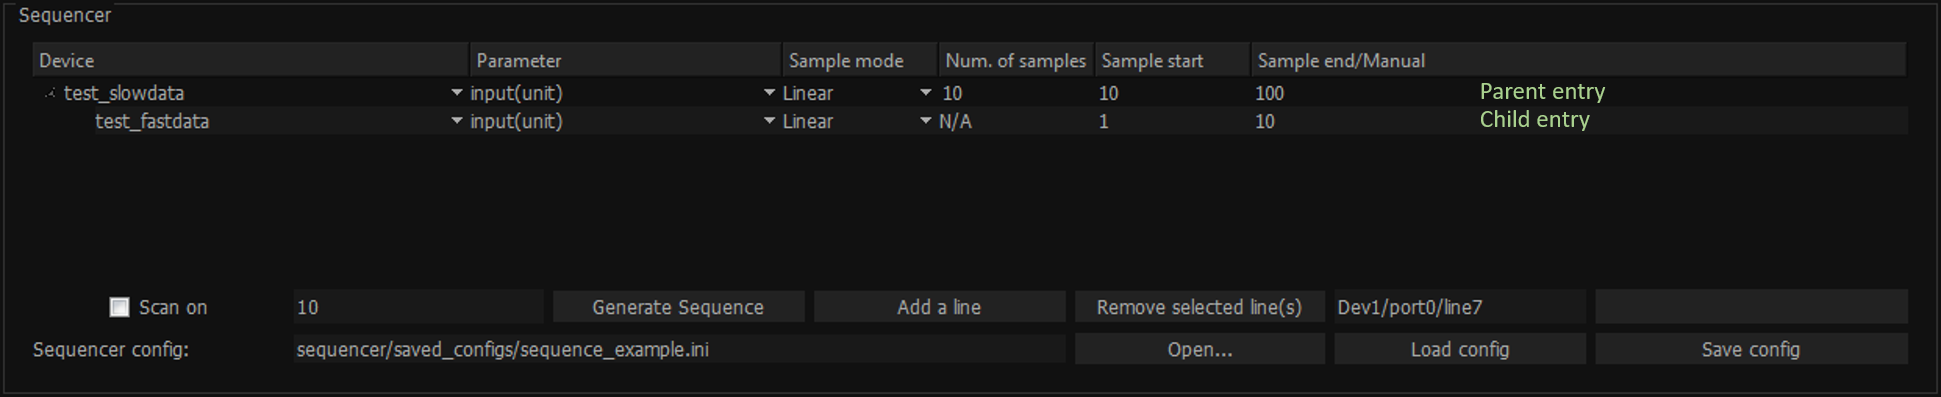 Sequencer
Device Parameter Sample mode Num. of samples Sample start Sample end/Manual
test_slowdata input(unit) Linear 10 10 100 Parent entry
test_fastdata input(unit) Linear N/A 1 10 Child entry
Scan on 10 Generate Sequence Add a line Remove selected line(s) Dev1/port0/line7
Sequencer config: sequencer/saved_configs/sequence_example.ini Open... Load config Save config